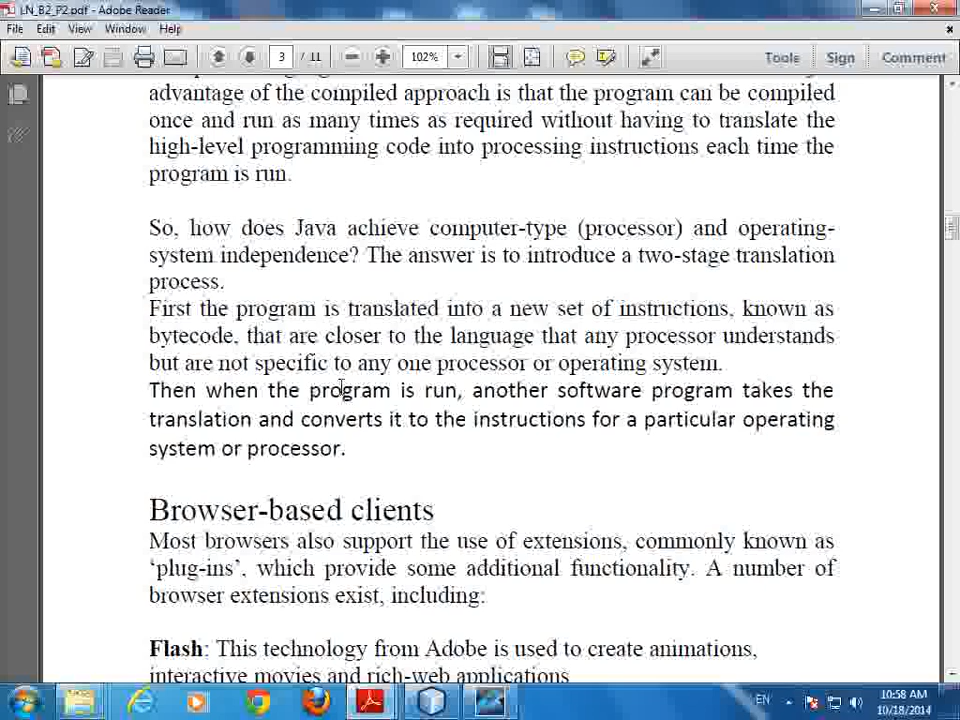 LN_B2_P2.pdf - Adobe Reader
File Edit View Window Help
3 / 11 102% Tools Sign Comment
advantage of the compiled approach is that the program can be compiled
once and run as many times as required without having to translate the
high-level programming code into processing instructions each time the
program is run.
So, how does Java achieve computer-type (processor) and operating-
system independence? The answer is to introduce a two-stage translation
process.
First the program is translated into a new set of instructions, known as
bytecode, that are closer to the language that any processor understands
but are not specific to any one processor or operating system.
Then when the program is run, another software program takes the
translation and converts it to the instructions for a particular operating
system or processor.
Browser-based clients
Most browsers also support the use of extensions, commonly known as
‘plug-ins’, which provide some additional functionality. A number of
browser extensions exist, including:
Flash: This technology from Adobe is used to create animations,
interactive movies and rich-web applications
EN 10:58 AM
10/18/2014